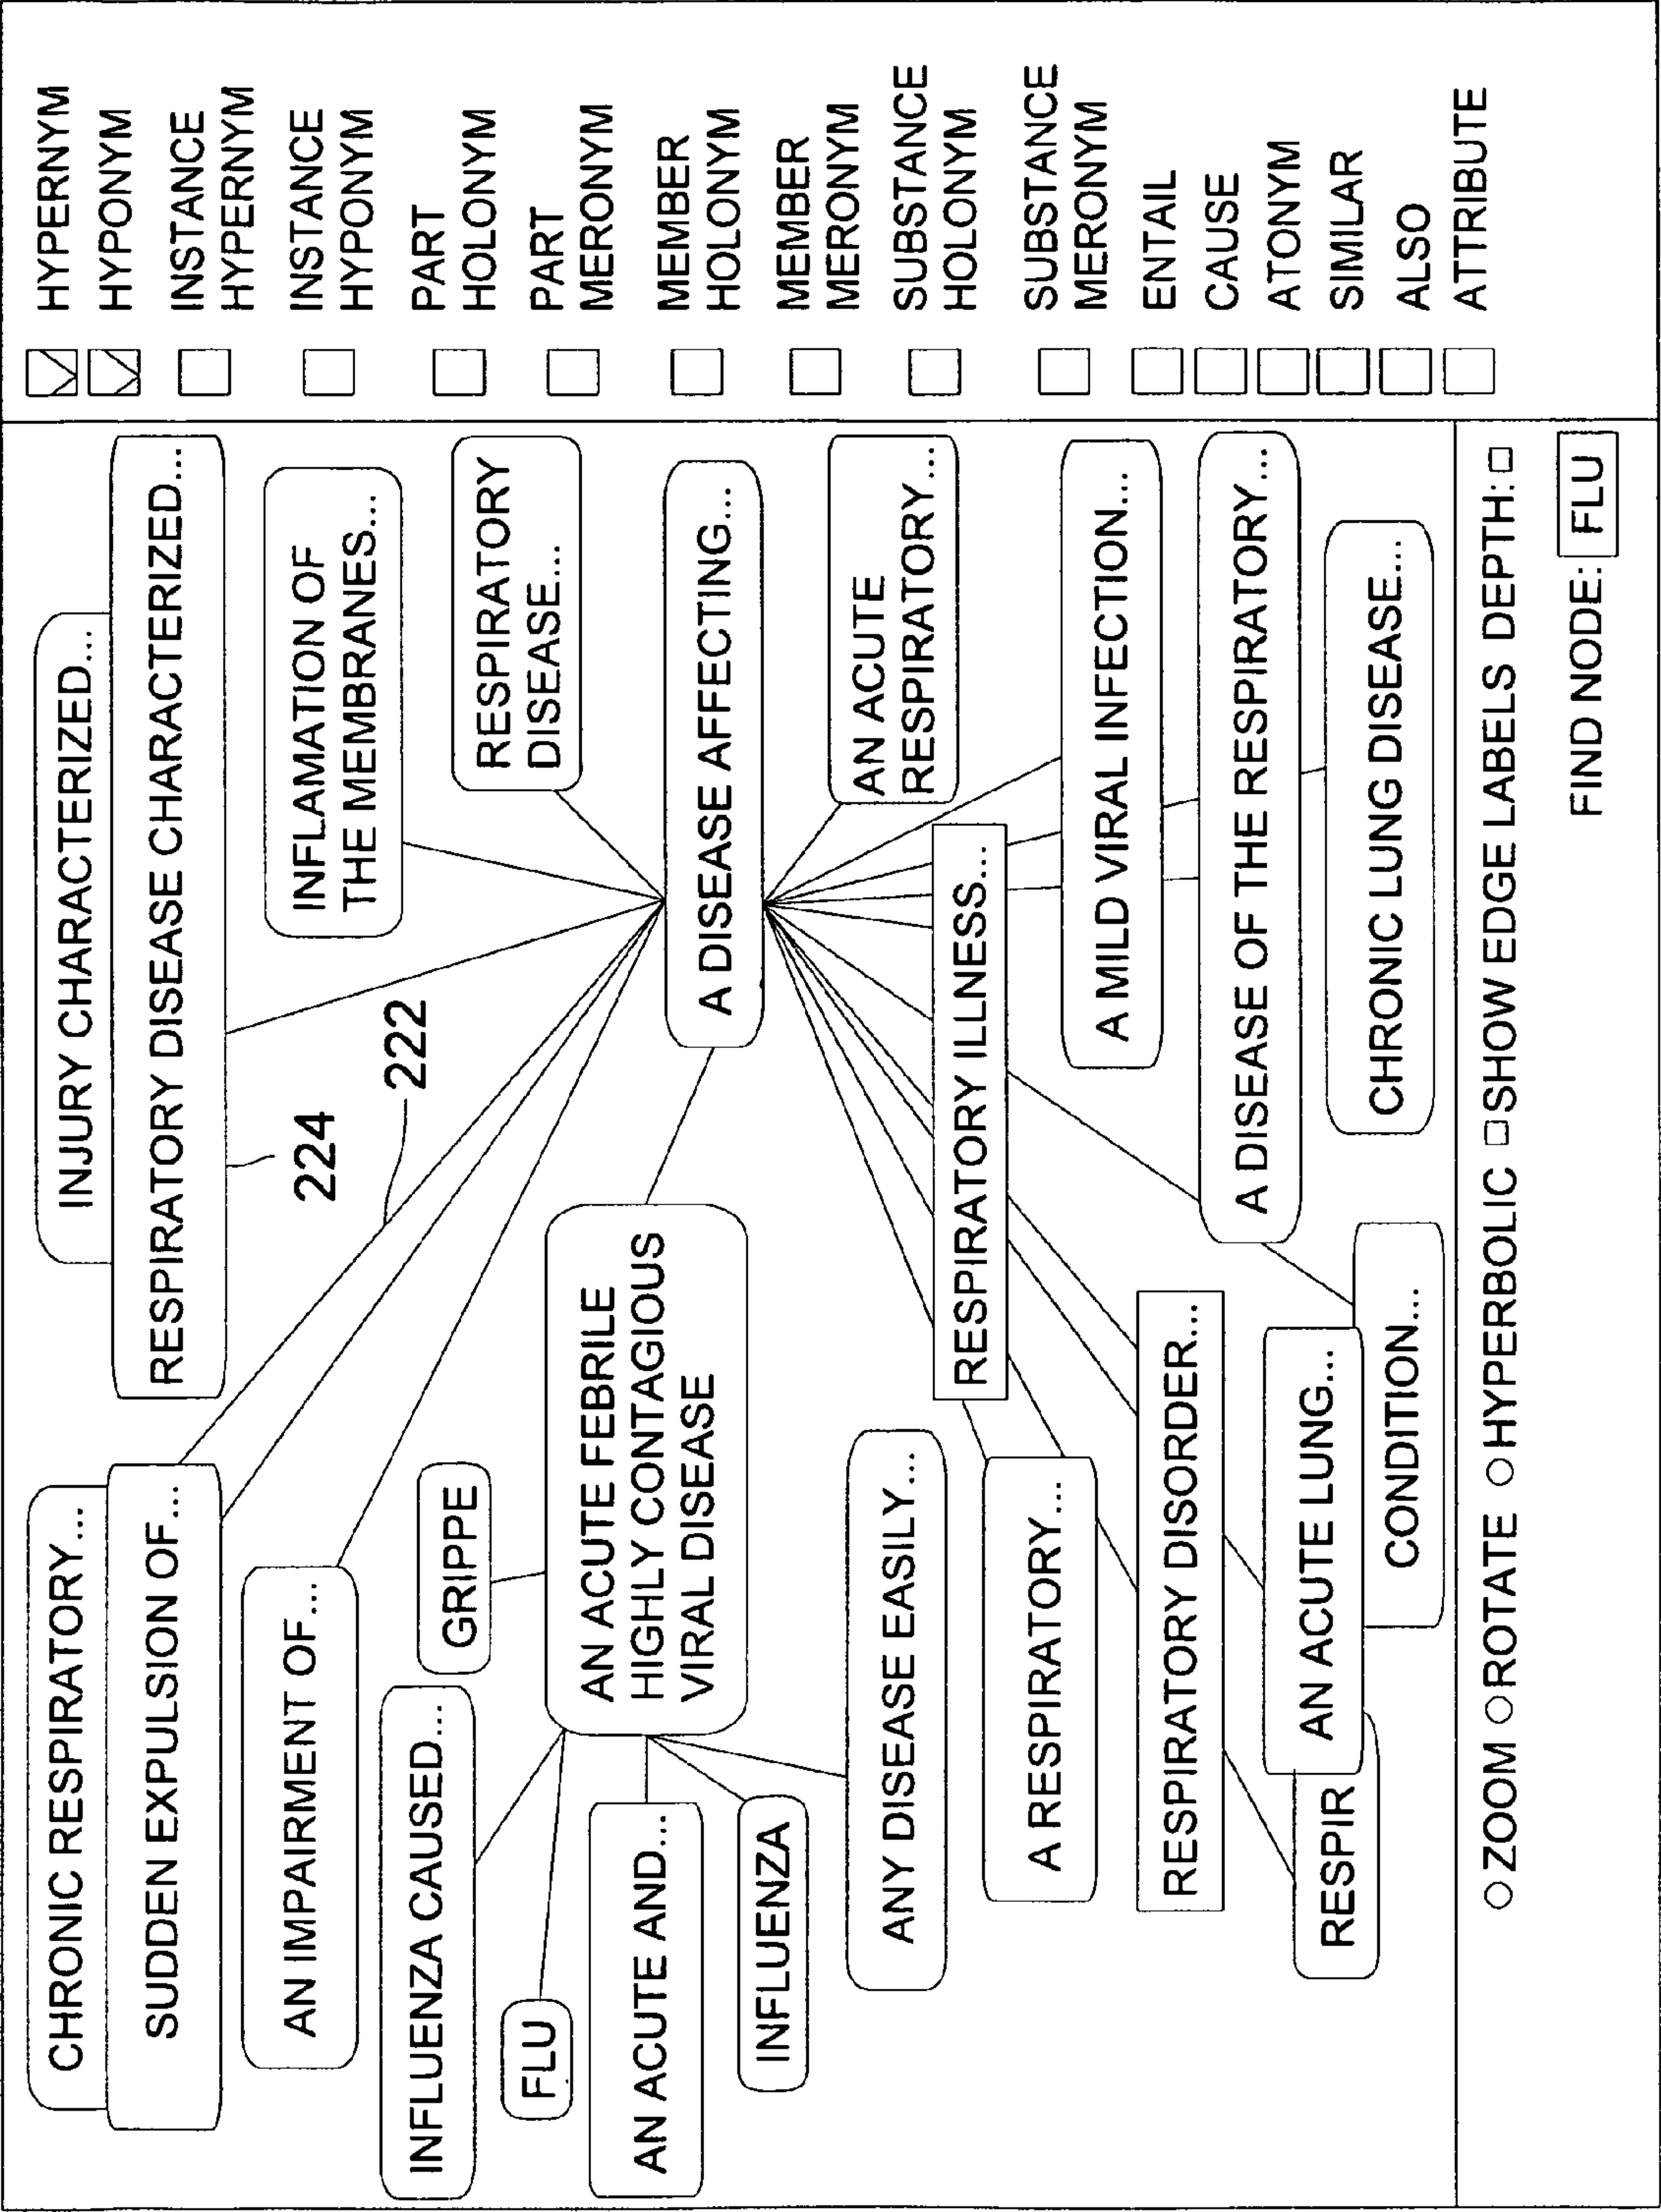 CHRONIC RESPIRATORY...
SUDDEN EXPULSION OF...
AN IMPAIRMENT OF...
INFLUENZA CAUSED...
GRIPPE
FLU
AN ACUTE FEBRILE
HIGHLY CONTAGIOUS
VIRAL DISEASE
AN ACUTE AND...
INFLUENZA
ANY DISEASE EASILY...
A RESPIRATORY...
RESPIRATORY DISORDER...
RESPIR
AN ACUTE LUNG...
CONDITION...
INJURY CHARACTERIZED...
RESPIRATORY DISEASE CHARACTERIZED...
224
222
INFLAMATION OF
THE MEMBRANES...
RESPIRATORY
DISEASE...
A DISEASE AFFECTING...
AN ACUTE
RESPIRATORY...
RESPIRATORY ILLNESS...
A MILD VIRAL INFECTION...
A DISEASE OF THE RESPIRATORY...
CHRONIC LUNG DISEASE...
HYPERNYM
HYPONYM
INSTANCE
HYPERNYM
INSTANCE
HYPONYM
PART
HOLONYM
PART
MERONYM
MEMBER
HOLONYM
MEMBER
MERONYM
SUBSTANCE
HOLONYM
SUBSTANCE
MERONYM
ENTAIL
CAUSE
ATONYM
SIMILAR
ALSO
ATTRIBUTE
ZOOM ROTATE HYPERBOLIC SHOW EDGE LABELS DEPTH:
FIND NODE: FLU